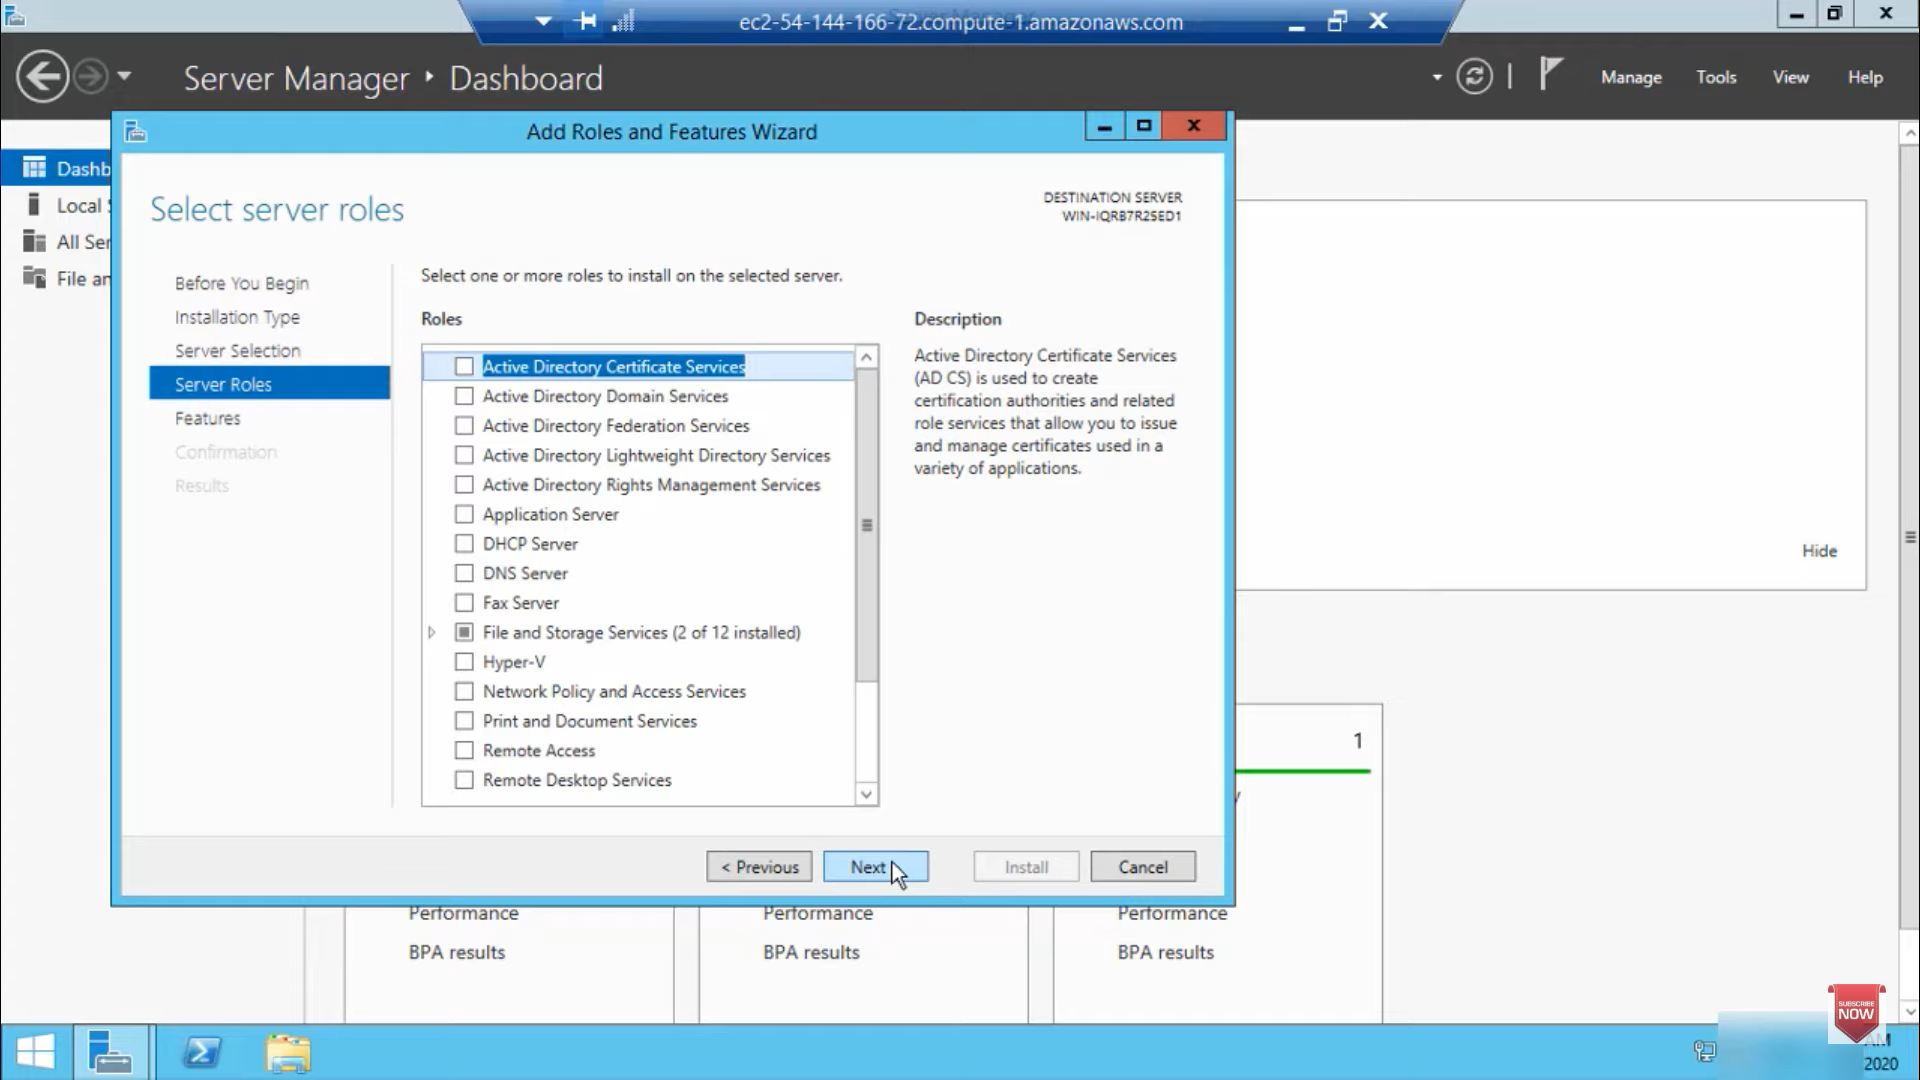 ec2-54-144-166-72.compute-1.amazonaws.com
Server Manager • Dashboard
Manage
Tools
View
Help
Dashb
Local
All Ser
File an
Add Roles and Features Wizard
Select server roles
DESTINATION SERVER
WIN-IQRB7R25ED1
Before You Begin
Installation Type
Server Selection
Server Roles
Features
Confirmation
Results
Select one or more roles to install on the selected server.
Roles
Active Directory Certificate Services
Active Directory Domain Services
Active Directory Federation Services
Active Directory Lightweight Directory Services
Active Directory Rights Management Services
Application Server
DHCP Server
DNS Server
Fax Server
File and Storage Services (2 of 12 installed)
Hyper-V
Network Policy and Access Services
Print and Document Services
Remote Access
Remote Desktop Services
Description
Active Directory Certificate Services
(AD CS) is used to create
certification authorities and related
role services that allow you to issue
and manage certificates used in a
variety of applications.
< Previous
Next
Install
Cancel
Hide
1
Performance
BPA results
Performance
BPA results
Performance
BPA results
SUBSCRIBE
NOW
AM
2020